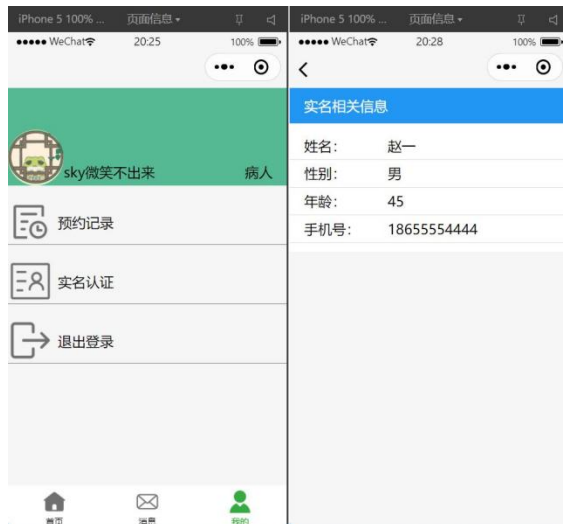 iPhone 5 100% ...
页面信息
WeChat
20:25
100%
sky微笑不出来
病人
预约记录
实名认证
退出登录
首页
消息
我的
iPhone 5 100% ...
页面信息
WeChat
20:28
100%
实名相关信息
姓名: 赵一
性别: 男
年龄: 45
手机号: 18655554444